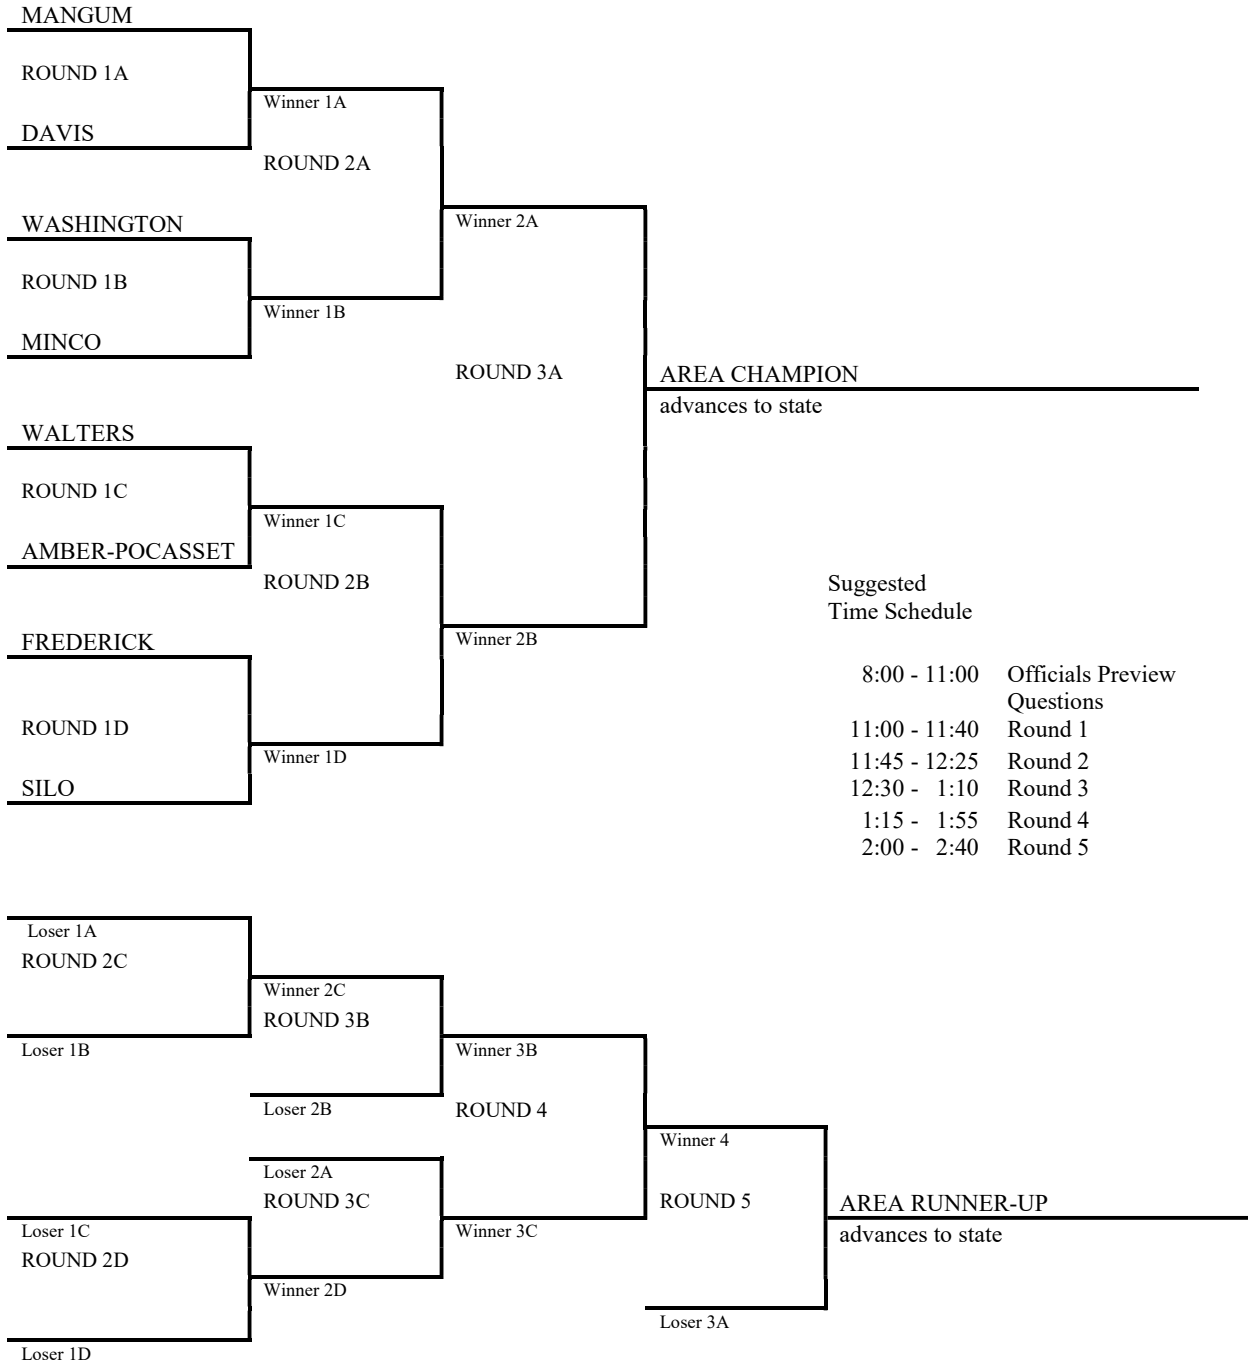 MANGUM
ROUND 1A
Winner 1A
DAVIS
ROUND 2A
WASHINGTON
Winner 2A
ROUND 1B
Winner 1B
MINCO
ROUND 3A
AREA CHAMPION
advances to state
WALTERS
ROUND 1C
Winner 1C
AMBER-POCASSET
ROUND 2B
FREDERICK
Winner 2B
ROUND 1D
Winner 1D
SILO
Suggested
Time Schedule
8:00 - 11:00 Officials Preview
Questions
11:00 - 11:40 Round 1
11:45 - 12:25 Round 2
12:30 - 1:10 Round 3
1:15 - 1:55 Round 4
2:00 - 2:40 Round 5
Loser 1A
ROUND 2C
Winner 2C
ROUND 3B
Loser 1B
Winner 3B
Loser 2B
ROUND 4
Winner 4
Loser 2A
ROUND 3C
ROUND 5
AREA RUNNER-UP
advances to state
Loser 1C
Winner 3C
ROUND 2D
Winner 2D
Loser 3A
Loser 1D